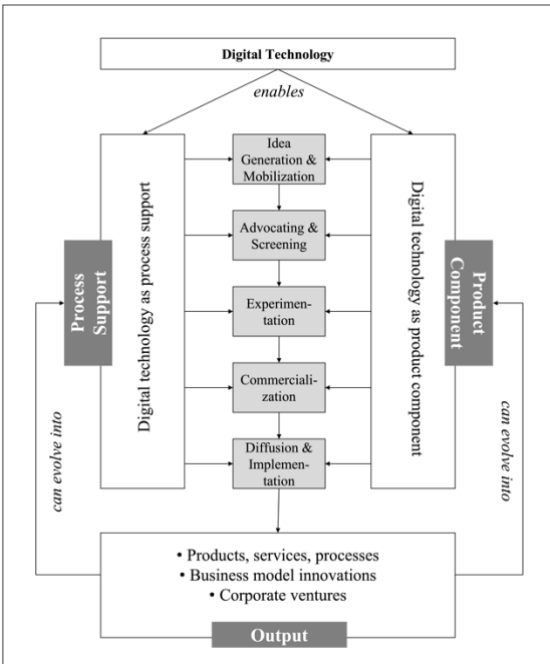 Digital Technology
enables
Process
Support
Digital technology as process support
Idea
Generation &
Mobilization
Advocating &
Screening
Experimen-
tation
Commerciali-
zation
Diffusion &
Implemen-
tation
Digital technology as product component
Product
Component
can evolve into
can evolve into
• Products, services, processes
• Business model innovations
• Corporate ventures
Output